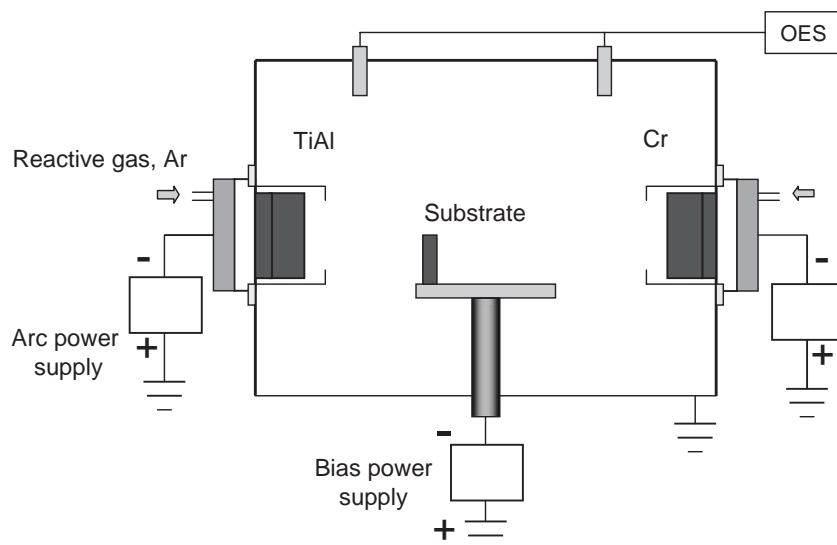 OES
TiAl
Cr
Reactive gas, Ar
Substrate
-
-
Arc power
supply
+
+
-
Bias power
supply
+